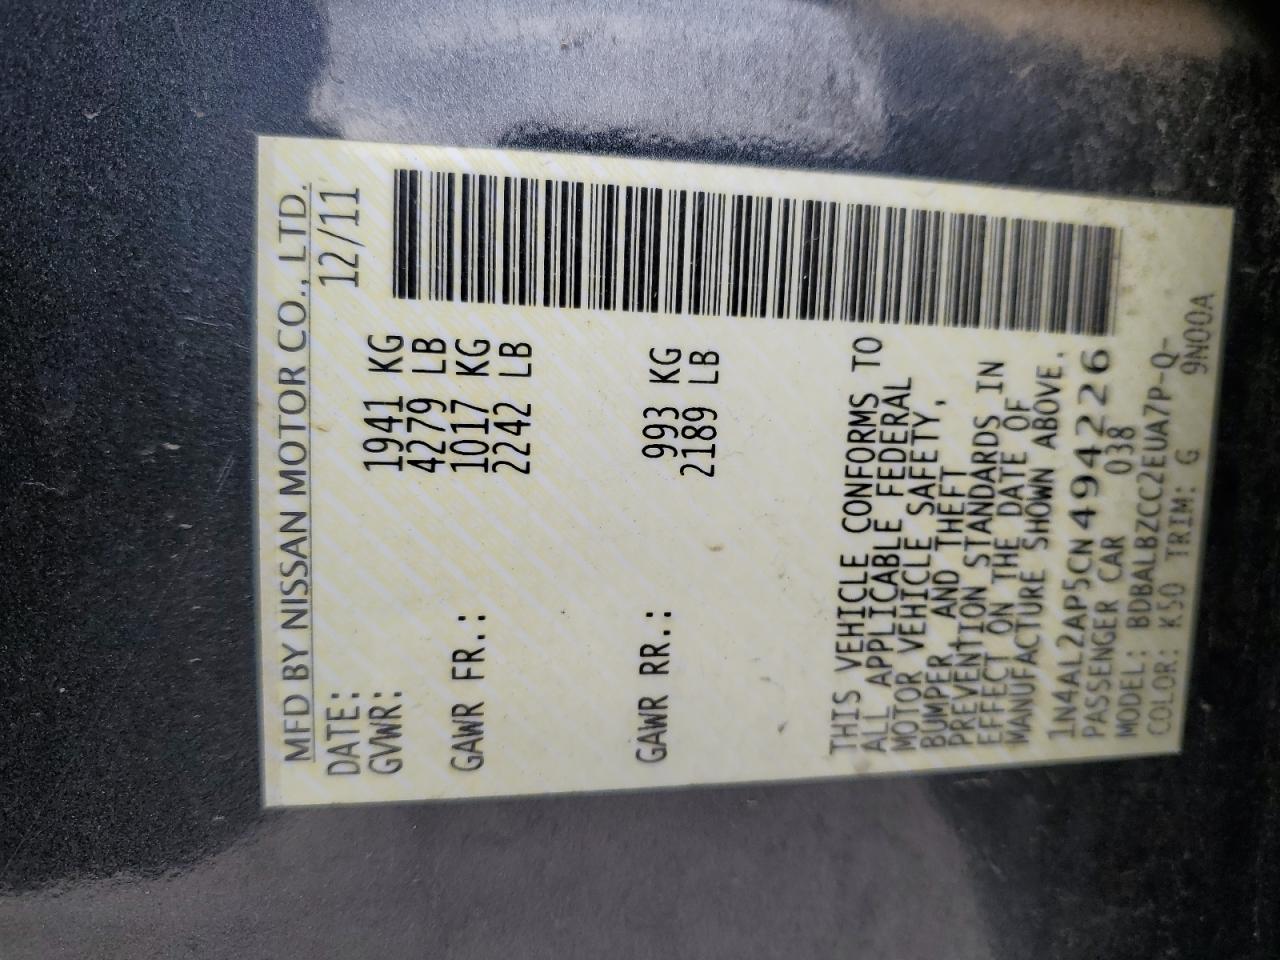 MFD BY NISSAN MOTOR CO., LTD.
DATE: 12/11
GVWR: 1941 KG
4279 LB
GAWR FR.: 1017 KG
2242 LB
GAWR RR.: 993 KG
2189 LB
THIS VEHICLE CONFORMS TO
ALL APPLICABLE FEDERAL
MOTOR VEHICLE SAFETY,
BUMPER, AND THEFT
PREVENTION STANDARDS IN
EFFECT ON THE DATE OF
MANUFACTURE SHOWN ABOVE.
1N4AL2AP5CN494226
PASSENGER CAR 038
MODEL: BDBALBZCC2EUA7P-Q-
COLOR: K50 TRIM: G 9N00A